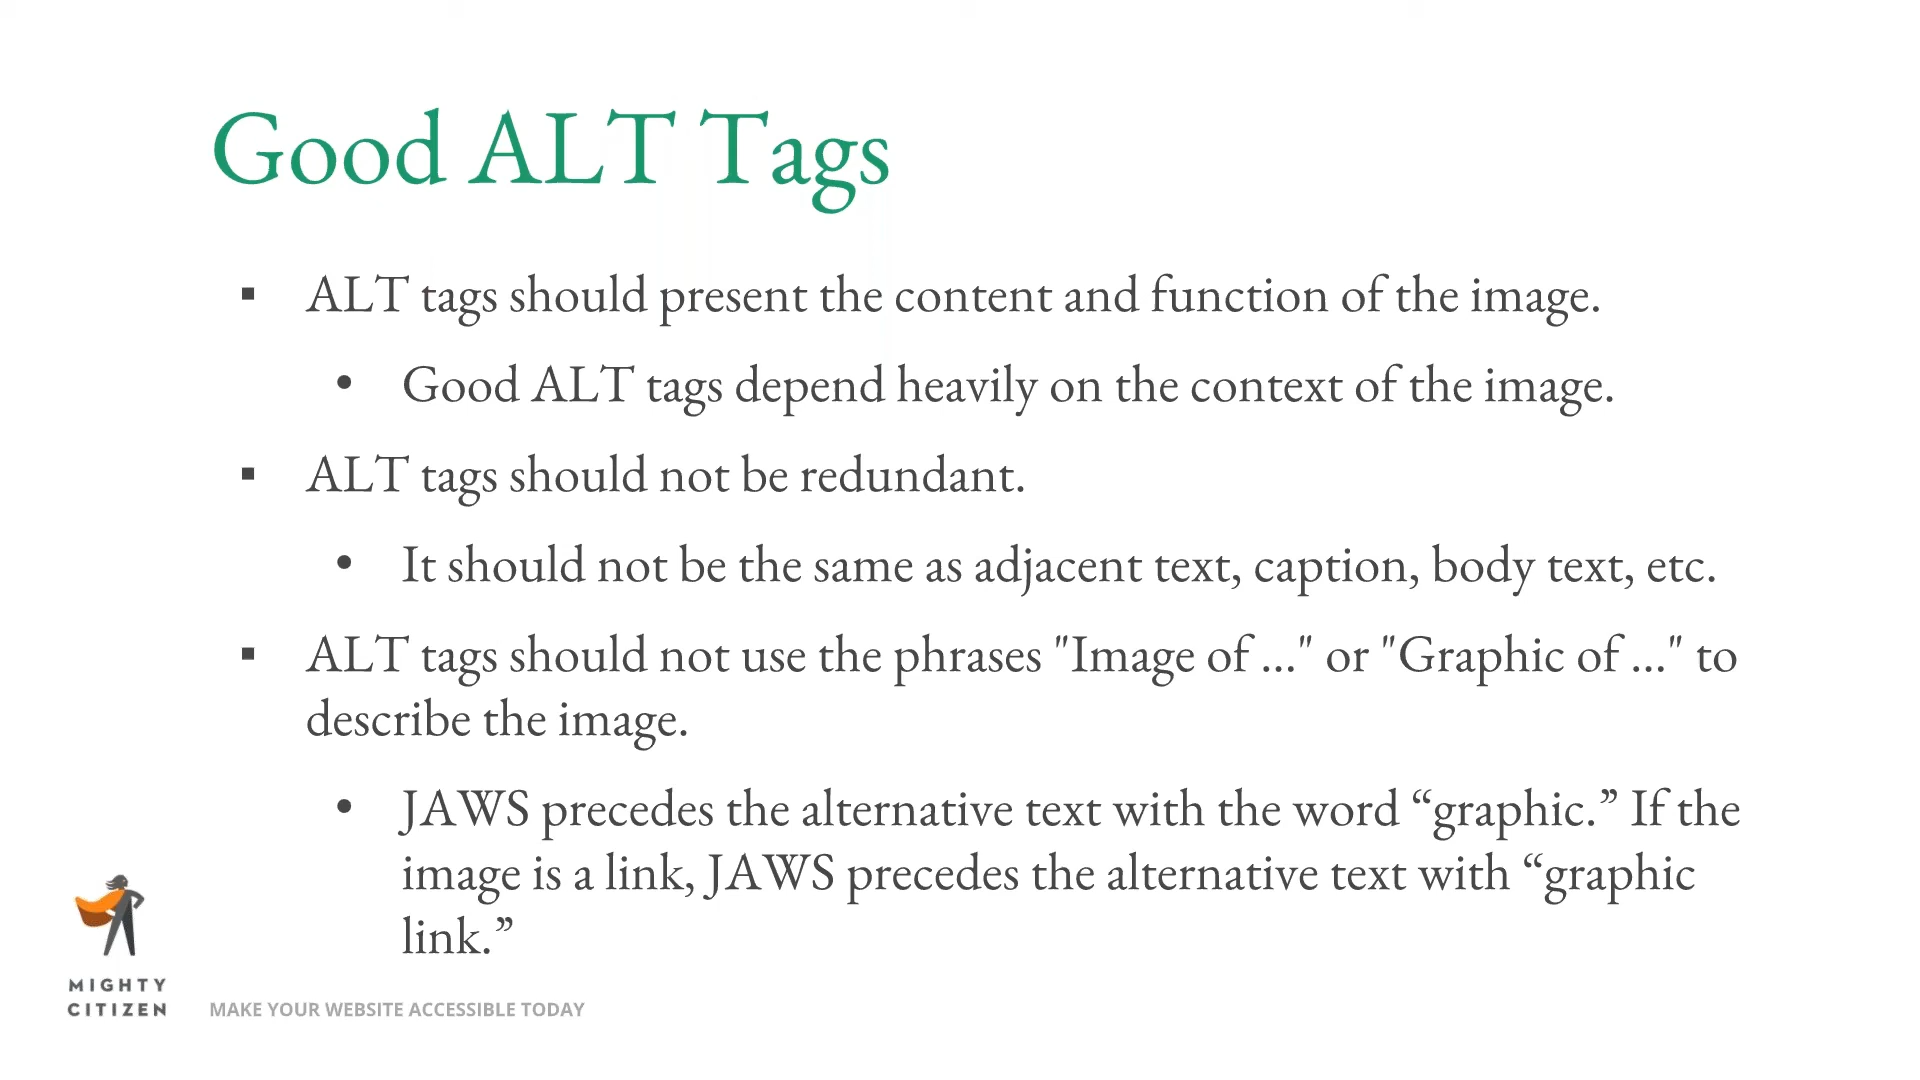 Good ALT Tags
▪ ALT tags should present the content and function of the image.
• Good ALT tags depend heavily on the context of the image.
▪ ALT tags should not be redundant.
• It should not be the same as adjacent text, caption, body text, etc.
▪ ALT tags should not use the phrases "Image of ..." or "Graphic of ..." to
describe the image.
• JAWS precedes the alternative text with the word “graphic.” If the
image is a link, JAWS precedes the alternative text with “graphic
link.”
MIGHTY
CITIZEN
MAKE YOUR WEBSITE ACCESSIBLE TODAY